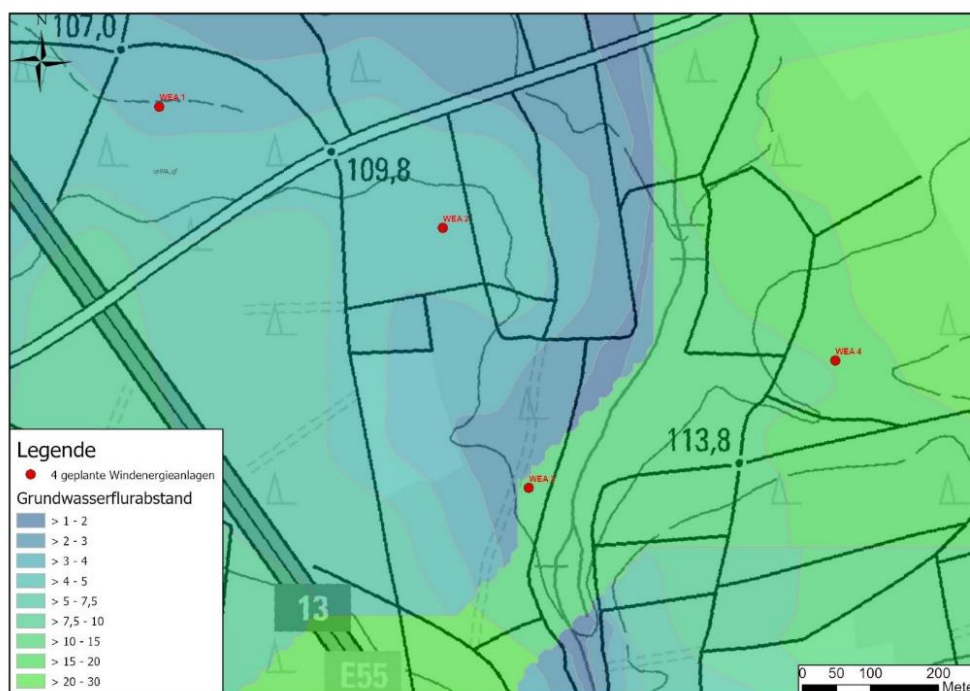 N
107,0
WEA 1
109,8
WEA 2
WEA 4
113,8
WEA 3
13
E55
Legende
4 geplante Windenergieanlagen
Grundwasserflurabstand
> 1 - 2
> 2 - 3
> 3 - 4
> 4 - 5
> 5 - 7,5
> 7,5 - 10
> 10 - 15
> 15 - 20
> 20 - 30
0 50 100 200
Mete